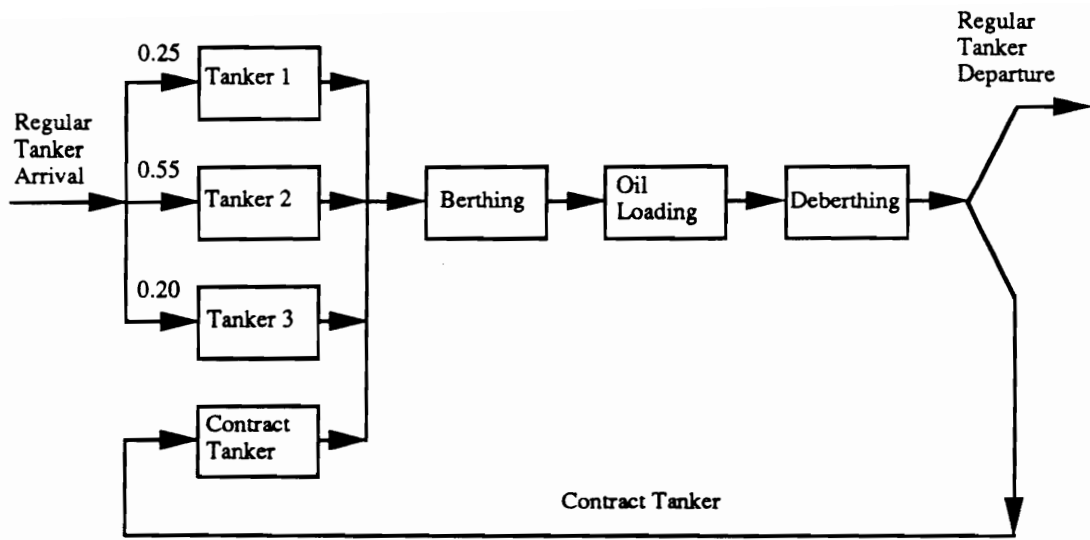 Regular
Tanker
Departure
0.25
Tanker 1
Regular
Tanker
Arrival
0.55
Tanker 2
Berthing
Oil
Loading
Deberthing
0.20
Tanker 3
Contract
Tanker
Contract Tanker